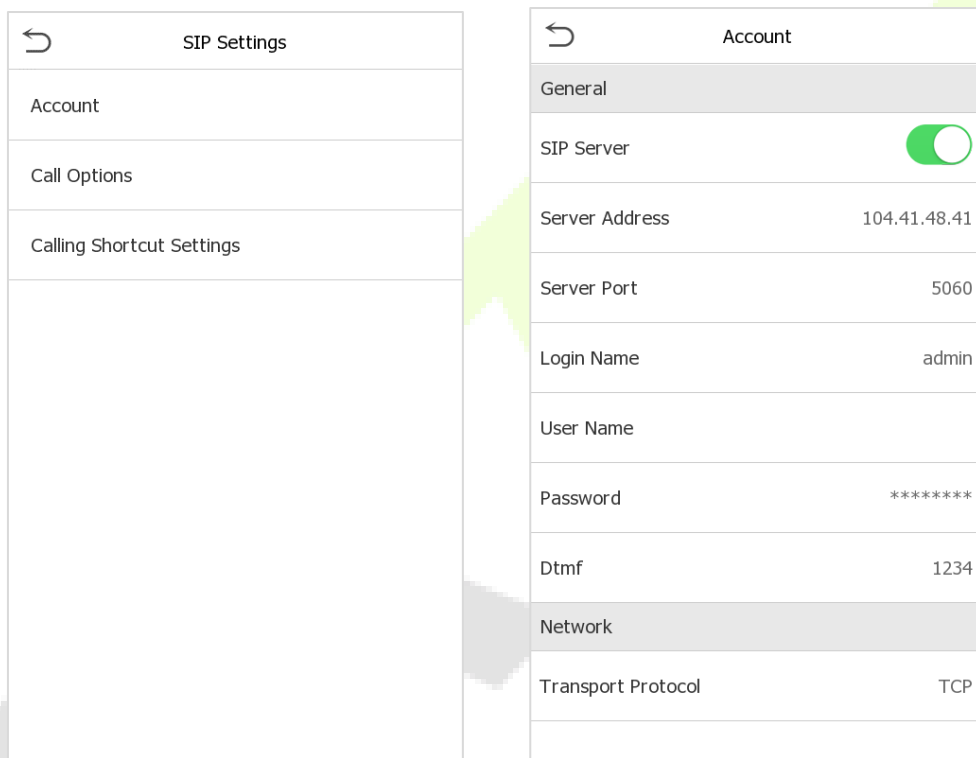 SIP Settings
Account
Call Options
Calling Shortcut Settings
Account
General
SIP Server
Server Address 104.41.48.41
Server Port 5060
Login Name admin
User Name
Password ********
Dtmf 1234
Network
Transport Protocol TCP